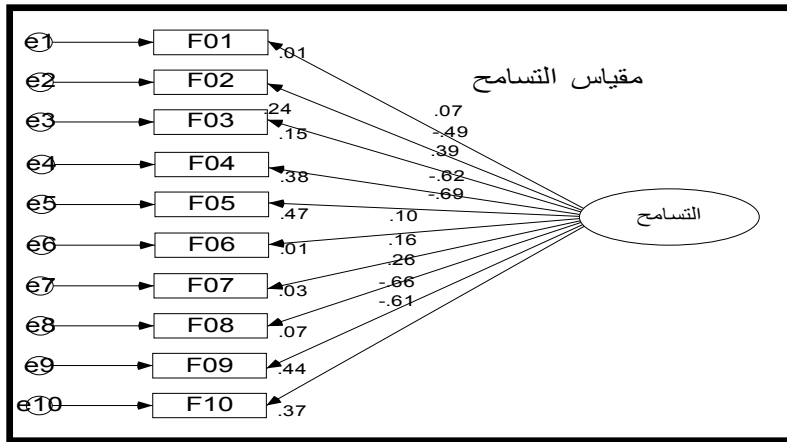 e1 F01 .01
مقياس التسامح
e2 F02 .24 .07
e3 F03 .15 -.49
.39
e4 F04 .38 -.62
-.69
e5 F05 .47 .10
التسامح
e6 F06 .01 .16
.26
e7 F07 .03 -.66
-.61
e8 F08 .07
e9 F09 .44
e10 F10 .37